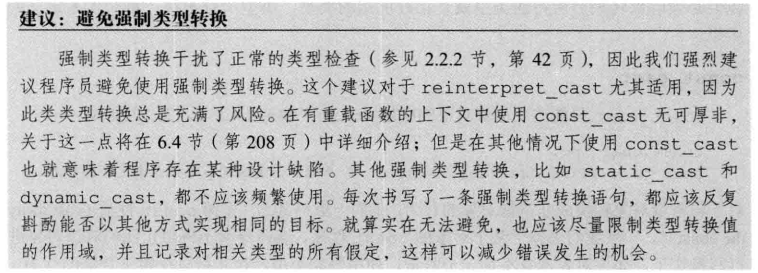 建议：避免强制类型转换
强制类型转换干扰了正常的类型检查（参见 2.2.2 节，第 42 页），因此我们强烈建
议程序员避免使用强制类型转换。这个建议对于 reinterpret_cast 尤其适用，因为
此类类型转换总是充满了风险。在有重载函数的上下文中使用 const_cast 无可厚非，
关于这一点将在 6.4 节（第 208 页）中详细介绍；但是在其他情况下使用 const_cast
也就意味着程序存在某种设计缺陷。其他强制类型转换，比如 static_cast 和
dynamic_cast，都不应该频繁使用。每次书写了一条强制类型转换语句，都应该反复
斟酌能否以其他方式实现相同的目标。就算实在无法避免，也应该尽量限制类型转换值
的作用域，并且记录对相关类型的所有假定，这样可以减少错误发生的机会。